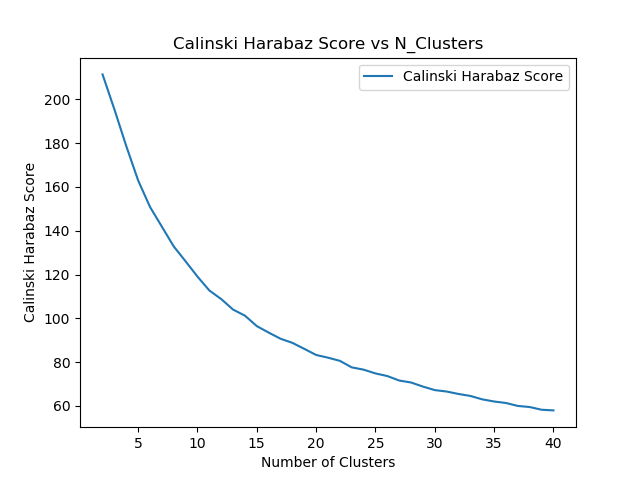 Calinski Harabaz Score vs N_Clusters
Calinski Harabaz Score
Calinski Harabaz Score
200
180
160
140
120
100
80
60
5 10 15 20 25 30 35 40
Number of Clusters